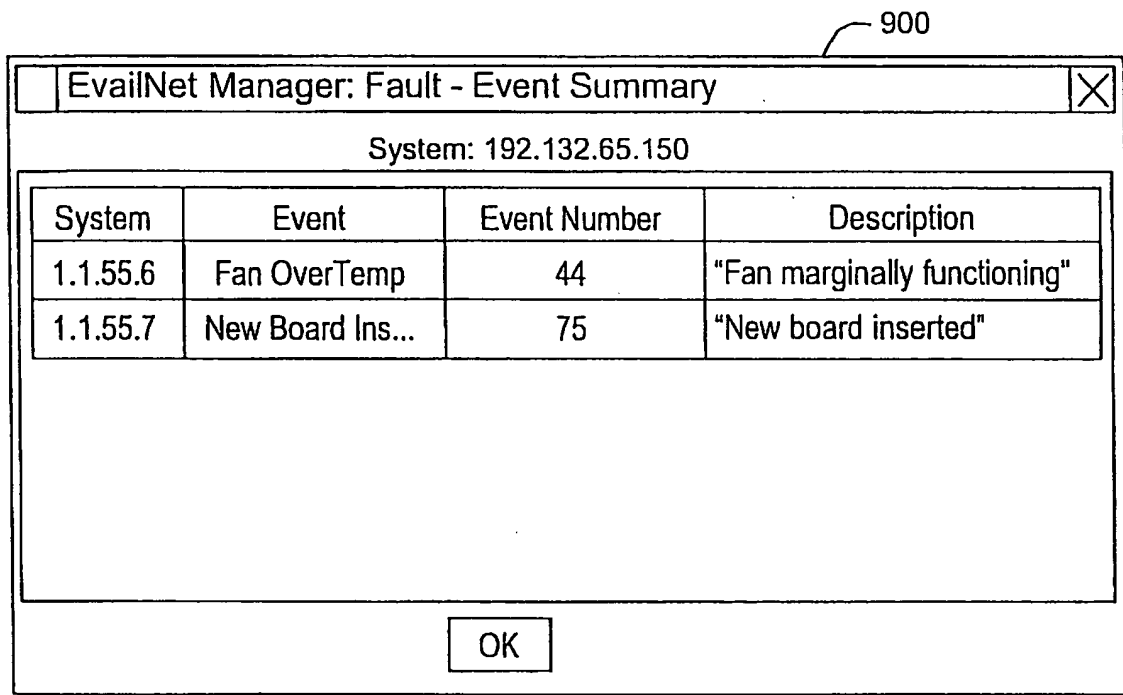 900
EvailNet Manager: Fault - Event Summary
System: 192.132.65.150
System Event Event Number Description
1.1.55.6 Fan OverTemp 44 "Fan marginally functioning"
1.1.55.7 New Board Ins... 75 "New board inserted"
OK